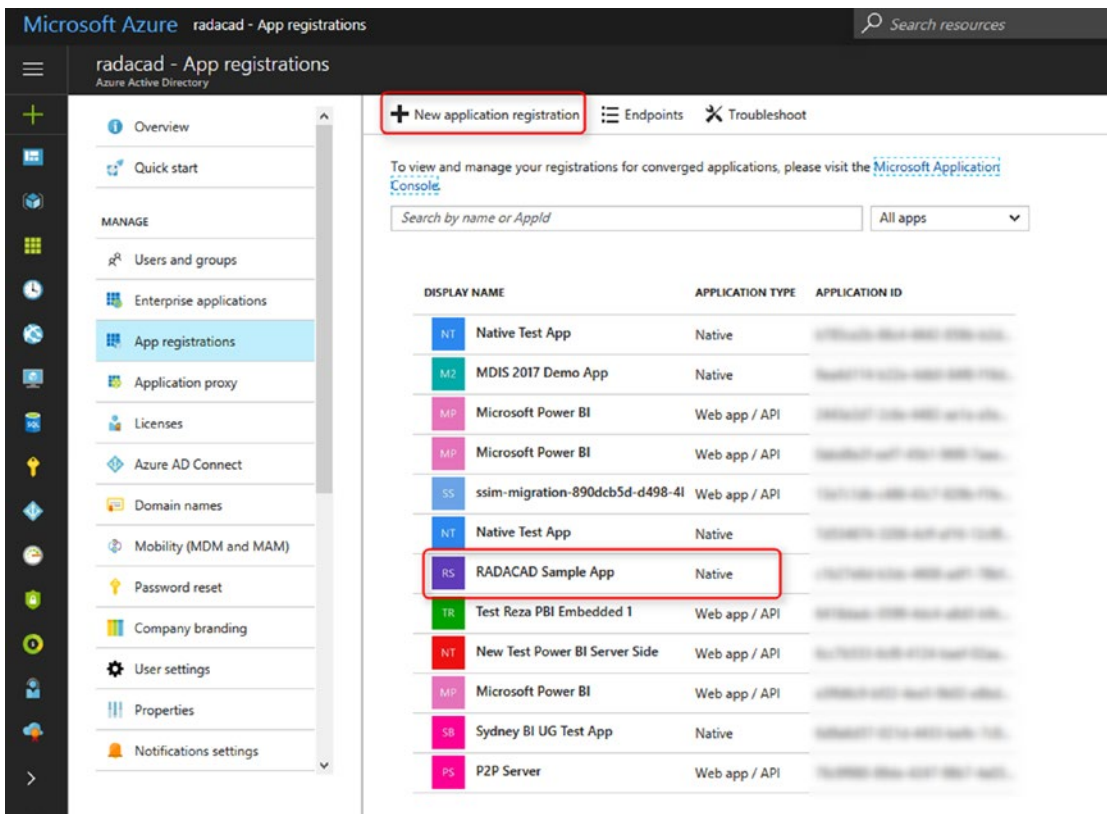 Microsoft Azure radacad - App registrations
Search resources
radacad - App registrations
Azure Active Directory
Overview
Quick start
MANAGE
Users and groups
Enterprise applications
App registrations
Application proxy
Licenses
Azure AD Connect
Domain names
Mobility (MDM and MAM)
Password reset
Company branding
User settings
Properties
Notifications settings
New application registration Endpoints Troubleshoot
To view and manage your registrations for converged applications, please visit the Microsoft Application
Console.
Search by name or AppId All apps
DISPLAY NAME APPLICATION TYPE APPLICATION ID
NT Native Test App Native
M2 MDIS 2017 Demo App Native
MP Microsoft Power BI Web app / API
MP Microsoft Power BI Web app / API
SS ssim-migration-890dcb5d-d498-4l Web app / API
NT Native Test App Native
RS RADACAD Sample App Native
TR Test Reza PBI Embedded 1 Web app / API
NT New Test Power BI Server Side Web app / API
MP Microsoft Power BI Web app / API
SB Sydney BI UG Test App Native
PS P2P Server Web app / API